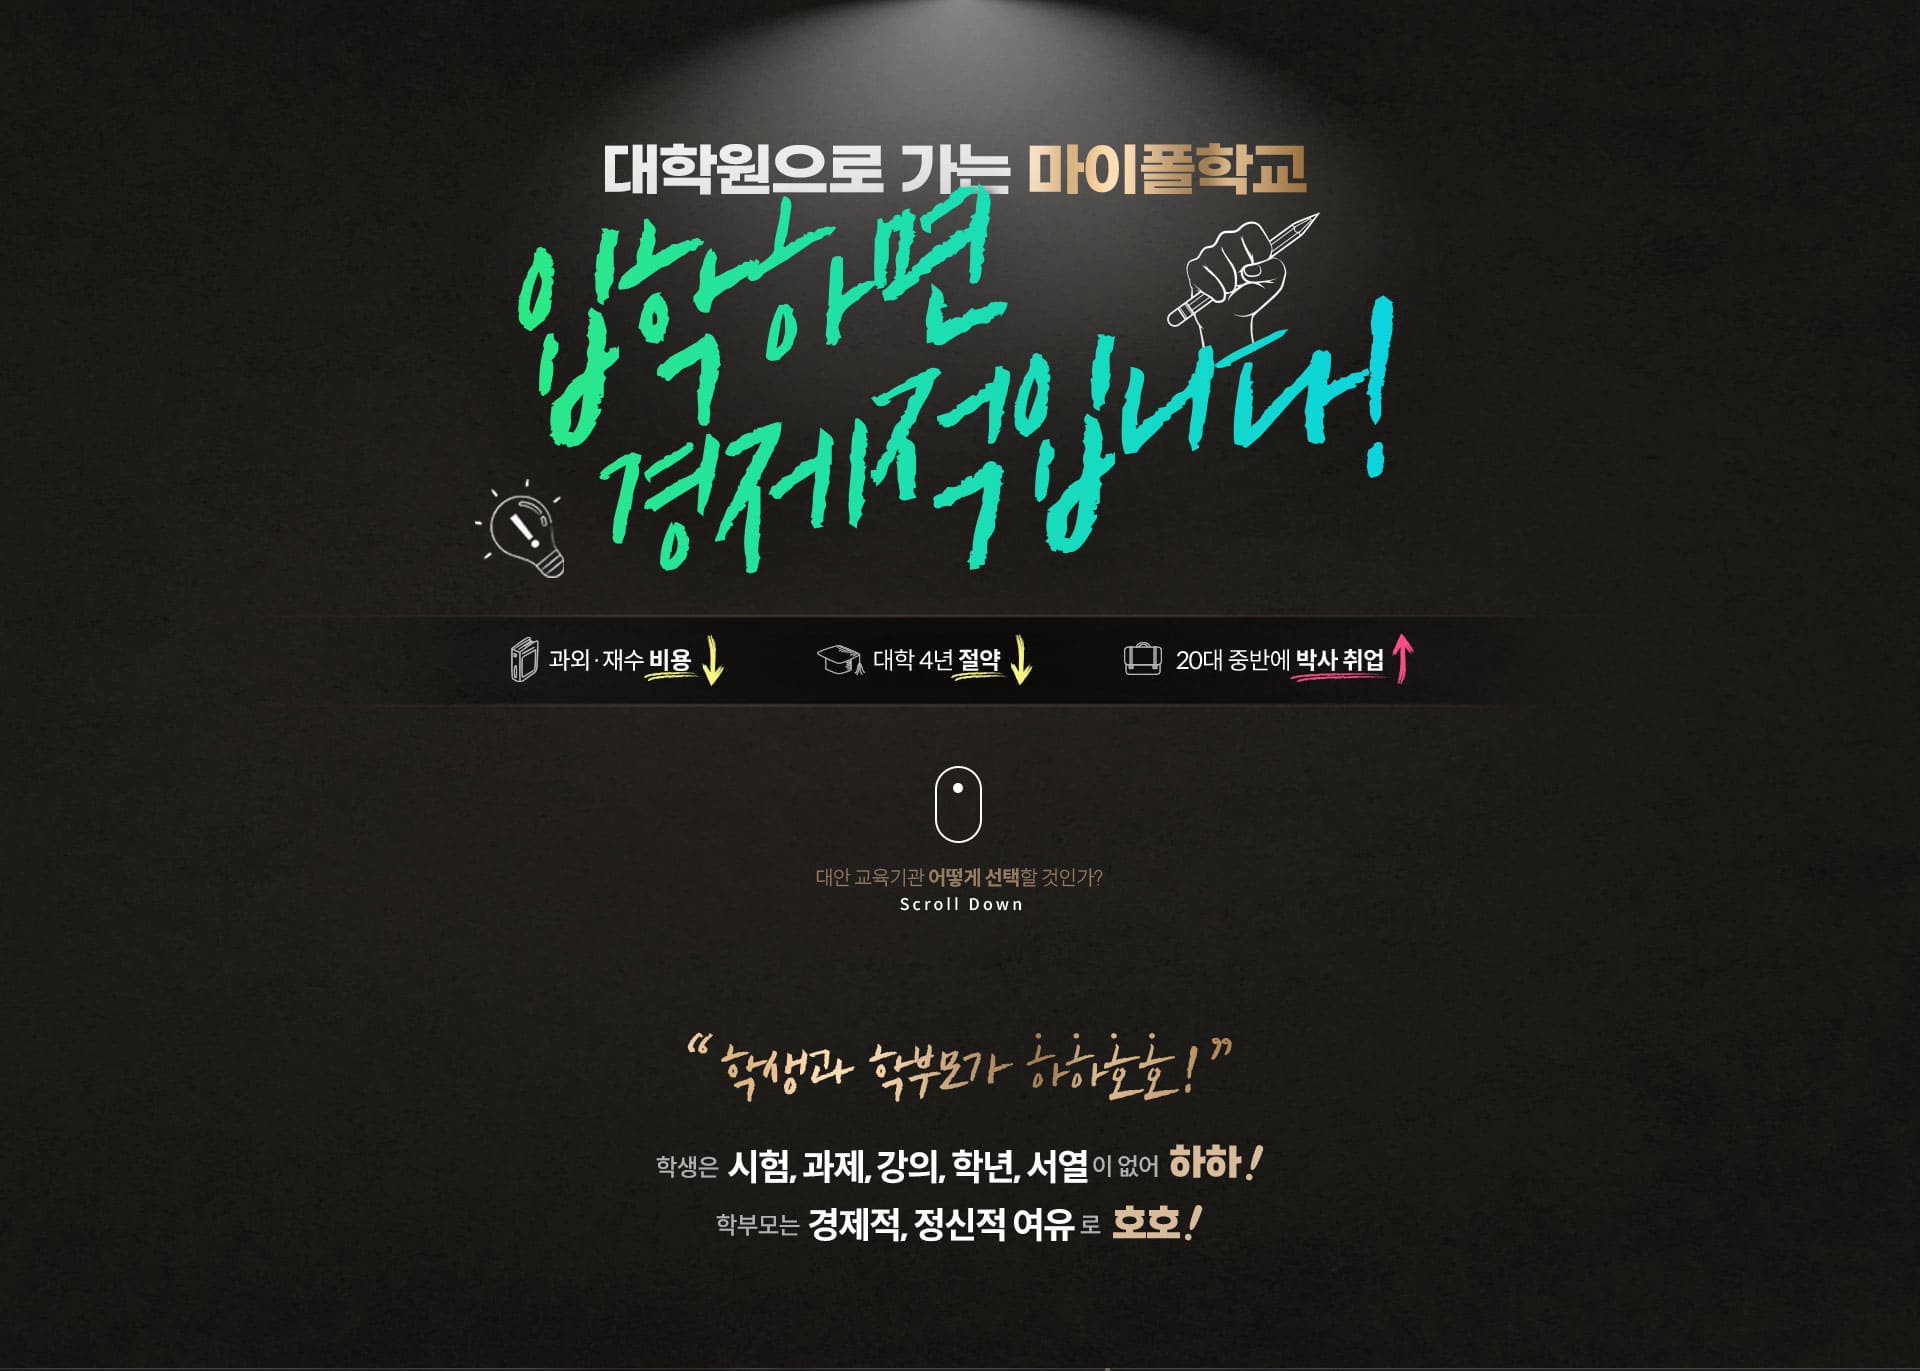 대학원으로 가는 마이폴학교
입학하면
경제적입니다!
과외·재수 비용
대학 4년 절약
20대 중반에 박사 취업
대안 교육기관 어떻게 선택할 것인가?
Scroll Down
“학생과 학부모가 하하호호!”
학생은 시험, 과제, 강의, 학년, 서열이 없어 하하!
학부모는 경제적, 정신적 여유로 호호!